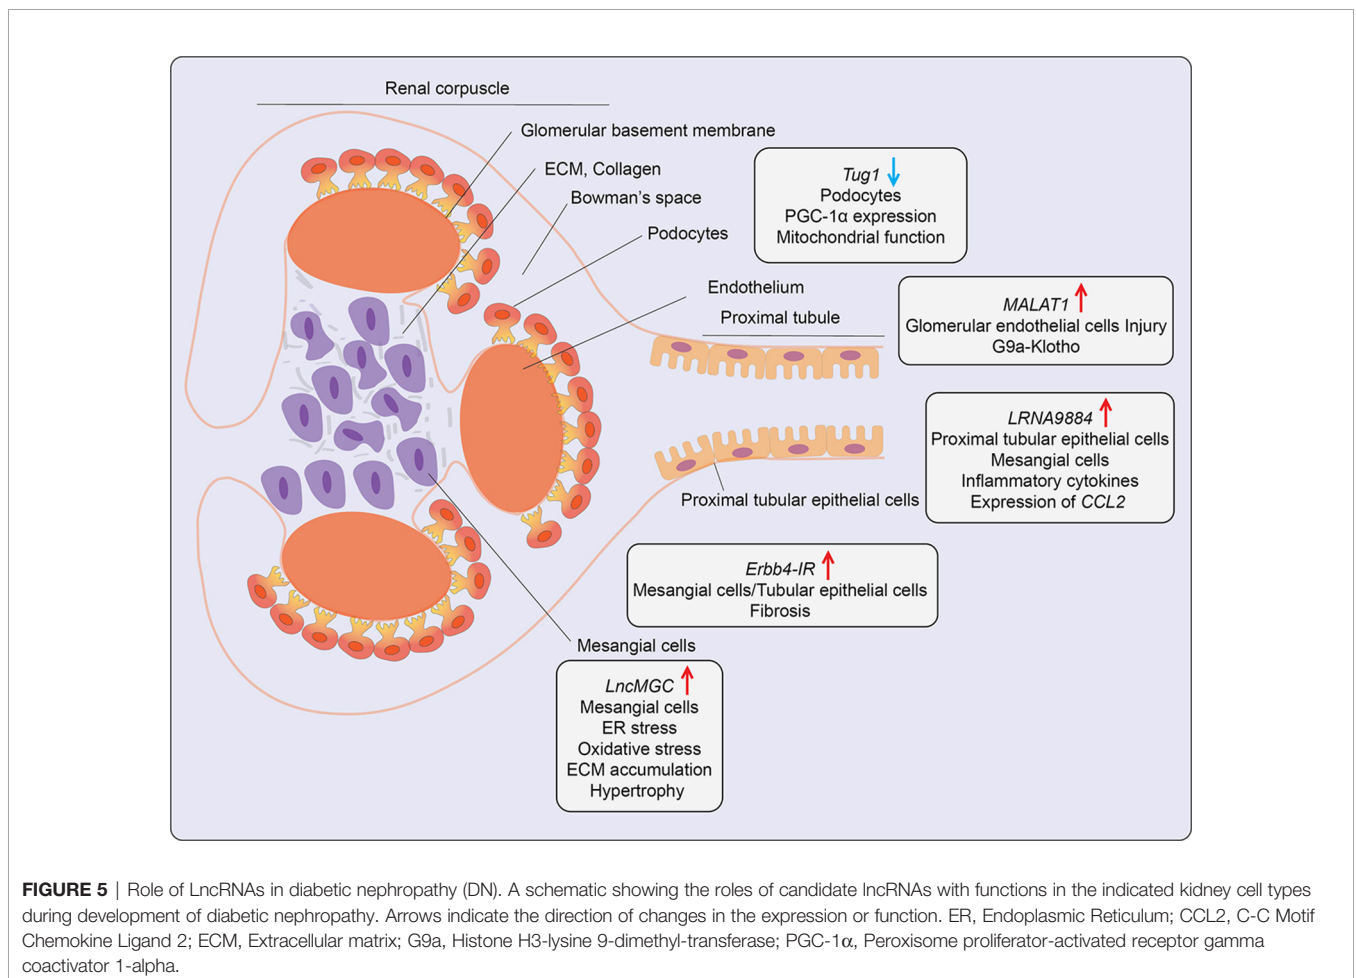 Renal corpuscle
Glomerular basement membrane
ECM, Collagen
Bowman's space
Podocytes
Endothelium
Proximal tubule
Tug1
Podocytes
PGC-1α expression
Mitochondrial function
MALAT1
Glomerular endothelial cells Injury
G9a-Klotho
LRNA9884
Proximal tubular epithelial cells
Mesangial cells
Inflammatory cytokines
Expression of CCL2
Proximal tubular epithelial cells
Erbb4-IR
Mesangial cells/Tubular epithelial cells
Fibrosis
Mesangial cells
LncMGC
Mesangial cells
ER stress
Oxidative stress
ECM accumulation
Hypertrophy
FIGURE 5 | Role of LncRNAs in diabetic nephropathy (DN). A schematic showing the roles of candidate lncRNAs with functions in the indicated kidney cell types
during development of diabetic nephropathy. Arrows indicate the direction of changes in the expression or function. ER, Endoplasmic Reticulum; CCL2, C-C Motif
Chemokine Ligand 2; ECM, Extracellular matrix; G9a, Histone H3-lysine 9-dimethyl-transferase; PGC-1α, Peroxisome proliferator-activated receptor gamma
coactivator 1-alpha.